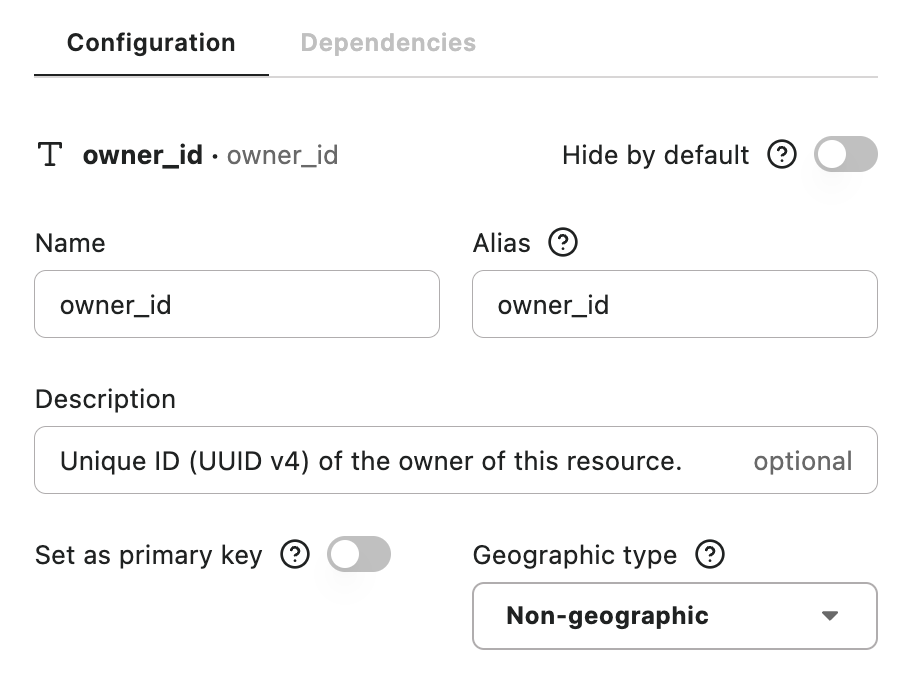 Configuration Dependencies
T owner_id · owner_id Hide by default ?
Name Alias ?
owner_id owner_id
Description
Unique ID (UUID v4) of the owner of this resource. optional
Set as primary key ? Geographic type ?
Non-geographic